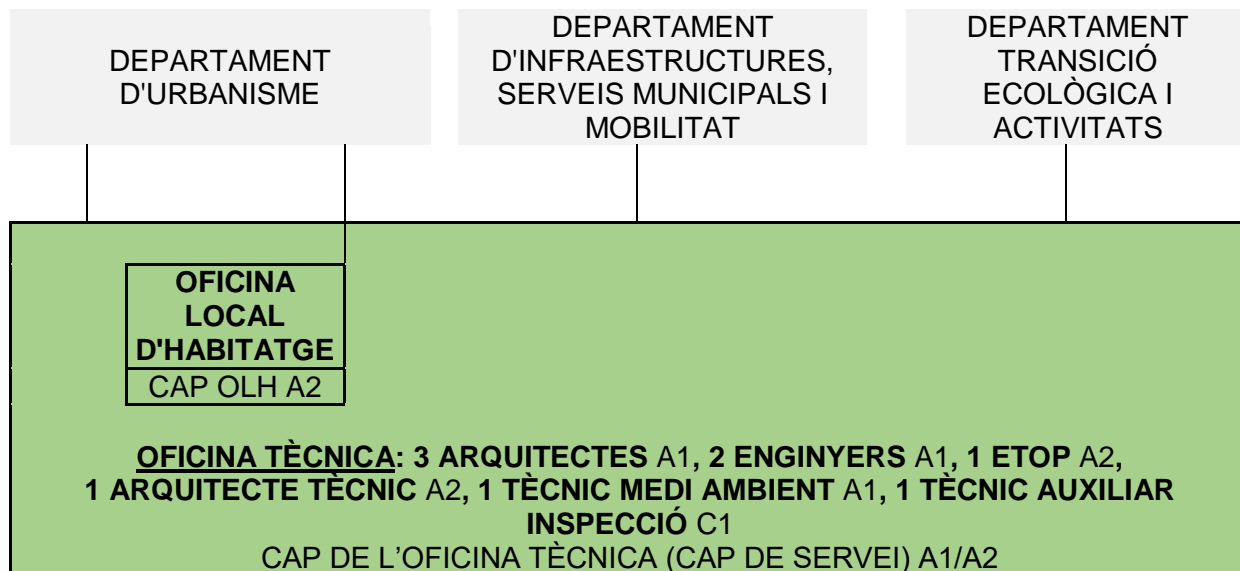 DEPARTAMENT
D'URBANISME
DEPARTAMENT
D'INFRAESTRUCTURES,
SERVEIS MUNICIPALS I
MOBILITAT
DEPARTAMENT
TRANSICIÓ
ECOLÒGICA I
ACTIVITATS
OFICINA
LOCAL
D'HABITATGE
CAP OLH A2
OFICINA TÈCNICA: 3 ARQUITECTES A1, 2 ENGINYERS A1, 1 ETOP A2,
1 ARQUITECTE TÈCNIC A2, 1 TÈCNIC MEDI AMBIENT A1, 1 TÈCNIC AUXILIAR
INSPECCIÓ C1
CAP DE L’OFICINA TÈCNICA (CAP DE SERVEI) A1/A2